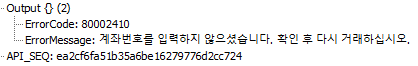 Output {} (2)
ErrorCode: 80002410
ErrorMessage: 계좌번호를 입력하지 않으셨습니다. 확인 후 다시 거래하십시오.
API_SEQ: ea2cf6fa51b35a6be16279776d2cc724